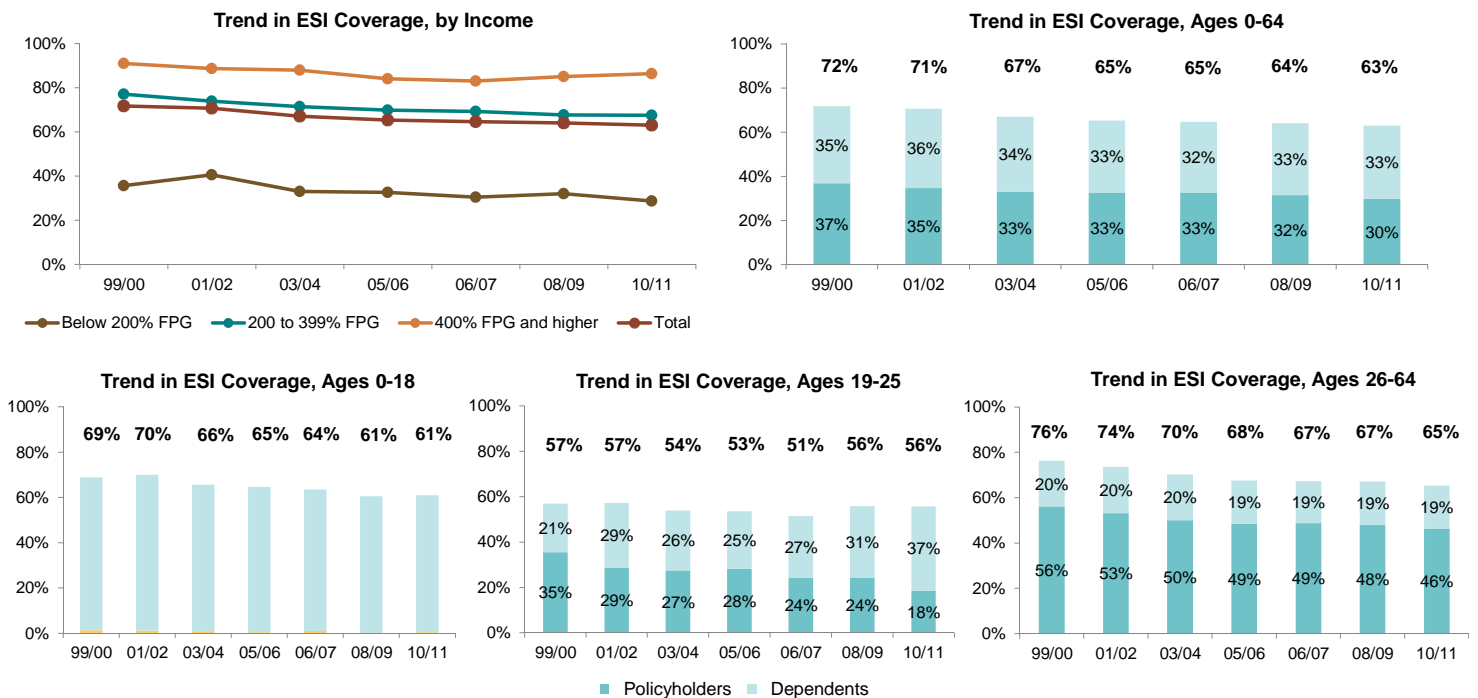 Trend in ESI Coverage, by Income
100%
80%
60%
40%
20%
0%
99/00 01/02 03/04 05/06 06/07 08/09 10/11
Below 200% FPG 200 to 399% FPG 400% FPG and higher Total
Trend in ESI Coverage, Ages 0-64
100%
72% 71% 67% 65% 65% 64% 63%
80%
60%
35% 36% 34% 33% 32% 33% 33%
40%
20%
37% 35% 33% 33% 33% 32% 30%
0%
99/00 01/02 03/04 05/06 06/07 08/09 10/11
Trend in ESI Coverage, Ages 0-18
100%
69% 70% 66% 65% 64% 61% 61%
80%
60%
40%
20%
0%
99/00 01/02 03/04 05/06 06/07 08/09 10/11
Trend in ESI Coverage, Ages 19-25
100%
57% 57% 54% 53% 51% 56% 56%
80%
60%
21% 29% 26% 25% 27% 31% 37%
40%
20%
35% 29% 27% 28% 24% 24% 18%
0%
99/00 01/02 03/04 05/06 06/07 08/09 10/11
Policyholders Dependents
Trend in ESI Coverage, Ages 26-64
100%
76% 74% 70% 68% 67% 67% 65%
80%
20% 20% 20% 19% 19% 19% 19%
60%
40%
56% 53% 50% 49% 49% 48% 46%
20%
0%
99/00 01/02 03/04 05/06 06/07 08/09 10/11